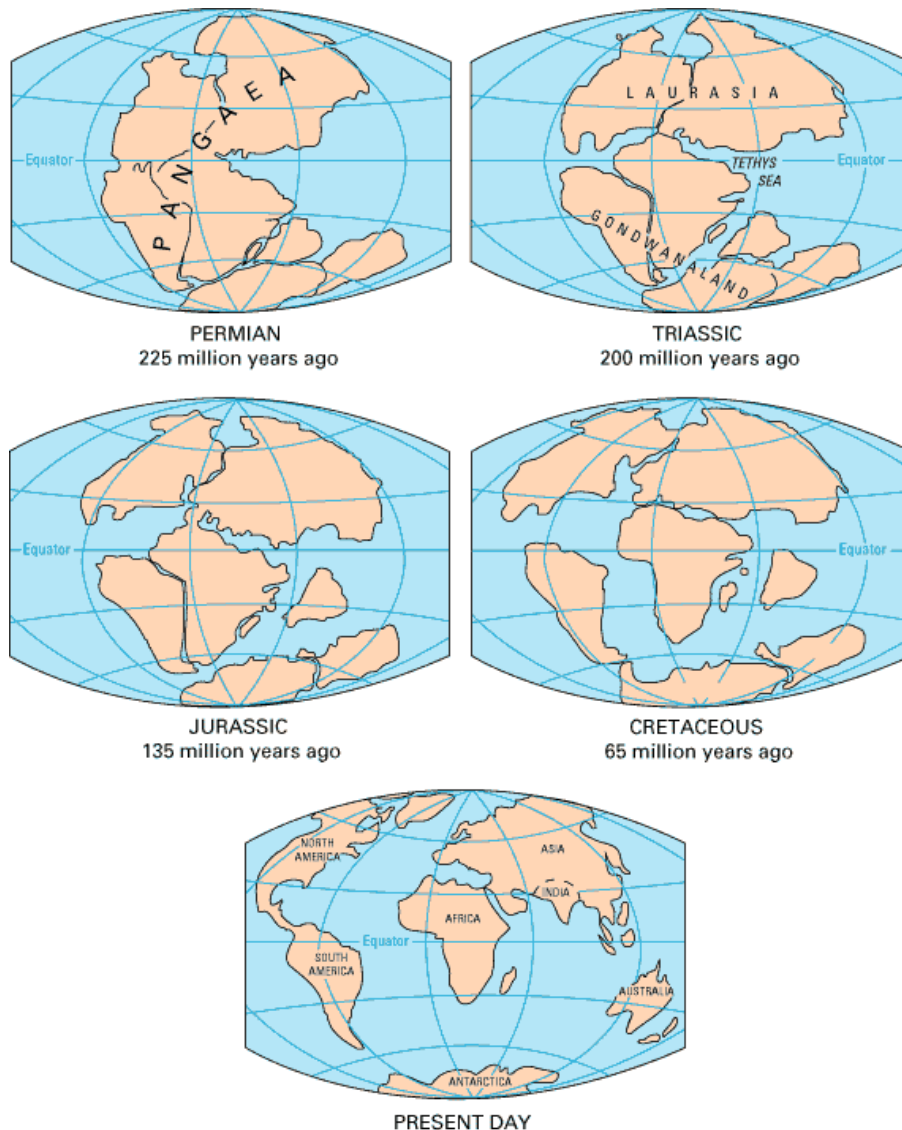 PANGAEA
Equator
PERMIAN
225 million years ago
LAURASIA
Equator
TETHYS
SEA
GONDWANALAND
TRIASSIC
200 million years ago
Equator
JURASSIC
135 million years ago
Equator
CRETACEOUS
65 million years ago
NORTH
AMERICA
ASIA
INDIA
AFRICA
Equator
SOUTH
AMERICA
AUSTRALIA
ANTARCTICA
PRESENT DAY